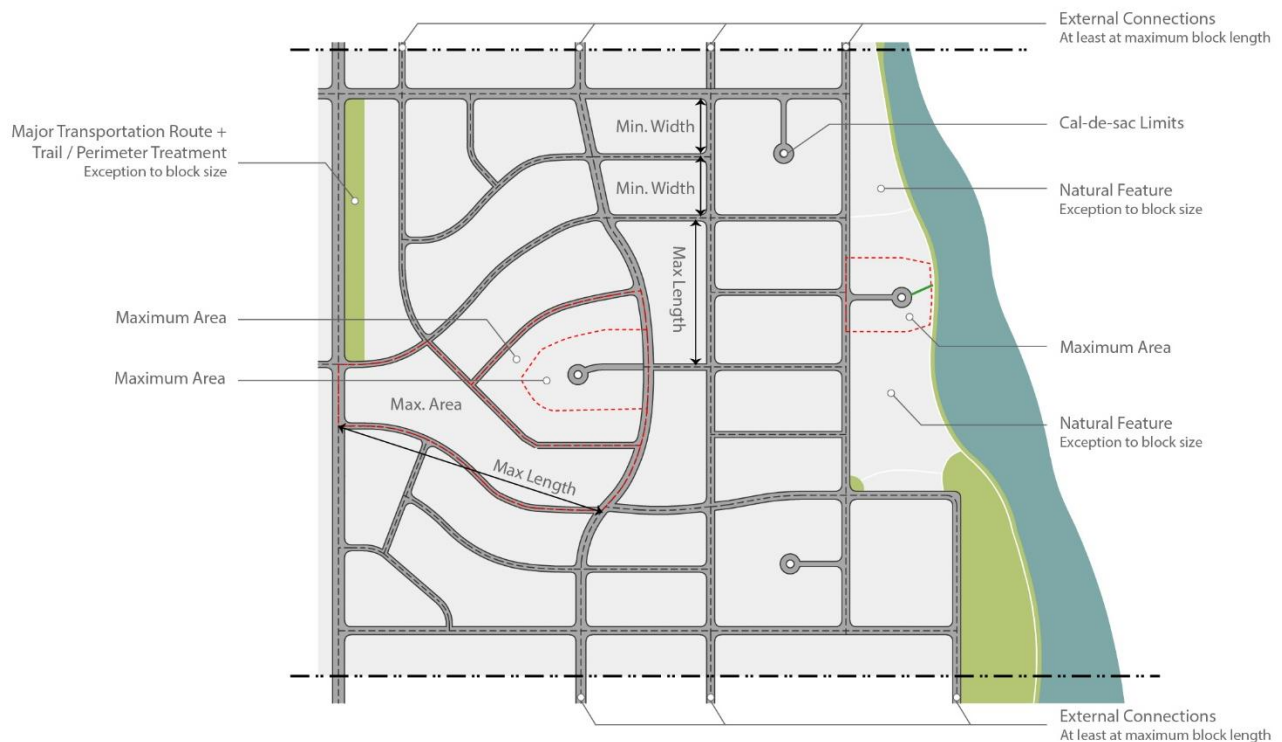 External Connections
At least at maximum block length
Major Transportation Route +
Trail / Perimeter Treatment
Exception to block size
Min. Width
Cal-de-sac Limits
Min. Width
Natural Feature
Exception to block size
Max Length
Maximum Area
Maximum Area
Maximum Area
Max. Area
Natural Feature
Exception to block size
Max Length
External Connections
At least at maximum block length